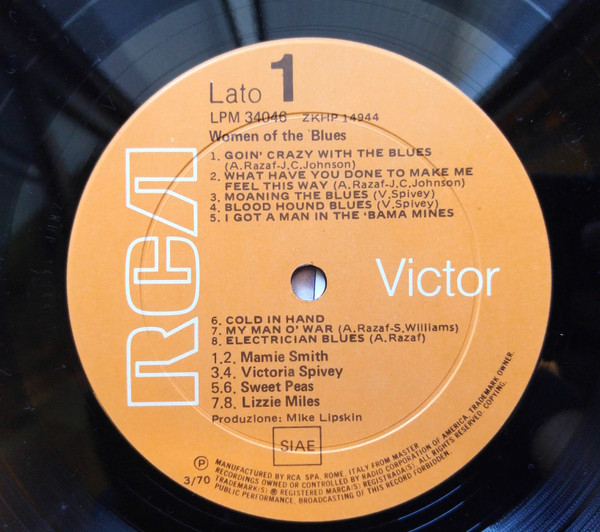 Lato 1
LPM 34046 ZKHP 14944
Women of the Blues
1. GOIN' CRAZY WITH THE BLUES
(A.Razaf-J.C.Johnson)
2. WHAT HAVE YOU DONE TO MAKE ME
FEEL THIS WAY (A.Razaf-J.C.Johnson)
3. MOANING THE BLUES (V.Spivey)
4. BLOOD HOUND BLUES (V.Spivey)
5. I GOT A MAN IN THE 'BAMA MINES
RCA
Victor
6. COLD IN HAND
7. MY MAN O' WAR (A.Razaf-S.Williams)
8. ELECTRICIAN BLUES (A.Razaf)
1.2. Mamie Smith
3.4. Victoria Spivey
5.6. Sweet Peas
7.8. Lizzie Miles
Produzione: Mike Lipskin
SIAE
℗ MANUFACTURED BY RCA SPA. ROME, ITALY FROM MASTER
RECORDINGS OWNED OR CONTROLLED BY RADIO CORPORATION OF AMERICA. TRADEMARK OWNER.
TRADEMARK(S) ® REGISTERED MARCA(S) REGISTRADA(S) ALL RIGHTS RESERVED. COPYING,
PUBLIC PERFORMANCE, BROADCASTING OF THIS RECORD FORBIDDEN.
3/70